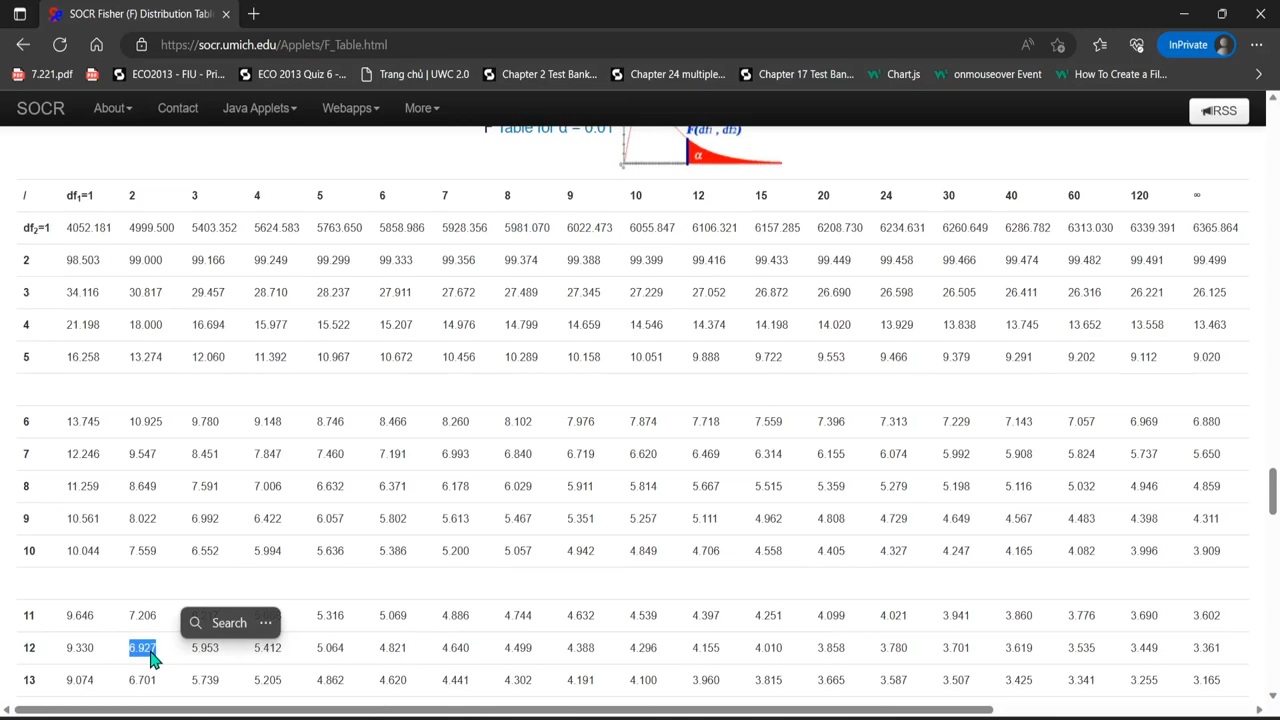 SOCR Fisher (F) Distribution Tabl
https://socr.umich.edu/Applets/F_Table.html
InPrivate
7.221.pdf ECO2013 - FIU - Pri... ECO 2013 Quiz 6 -... Trang chủ | UWC 2.0 Chapter 2 Test Bank... Chapter 24 multiple... Chapter 17 Test Ban... Chart.js onmouseover Event How To Create a Fil...
SOCR About Contact Java Applets Webapps More RSS
F Table for α = 0.01
F(df1 , df2)
α
/ df1=1 2 3 4 5 6 7 8 9 10 12 15 20 24 30 40 60 120 ∞
df2=1 4052.181 4999.500 5403.352 5624.583 5763.650 5858.986 5928.356 5981.070 6022.473 6055.847 6106.321 6157.285 6208.730 6234.631 6260.649 6286.782 6313.030 6339.391 6365.864
2 98.503 99.000 99.166 99.249 99.299 99.333 99.356 99.374 99.388 99.399 99.416 99.433 99.449 99.458 99.466 99.474 99.482 99.491 99.499
3 34.116 30.817 29.457 28.710 28.237 27.911 27.672 27.489 27.345 27.229 27.052 26.872 26.690 26.598 26.505 26.411 26.316 26.221 26.125
4 21.198 18.000 16.694 15.977 15.522 15.207 14.976 14.799 14.659 14.546 14.374 14.198 14.020 13.929 13.838 13.745 13.652 13.558 13.463
5 16.258 13.274 12.060 11.392 10.967 10.672 10.456 10.289 10.158 10.051 9.888 9.722 9.553 9.466 9.379 9.291 9.202 9.112 9.020
6 13.745 10.925 9.780 9.148 8.746 8.466 8.260 8.102 7.976 7.874 7.718 7.559 7.396 7.313 7.229 7.143 7.057 6.969 6.880
7 12.246 9.547 8.451 7.847 7.460 7.191 6.993 6.840 6.719 6.620 6.469 6.314 6.155 6.074 5.992 5.908 5.824 5.737 5.650
8 11.259 8.649 7.591 7.006 6.632 6.371 6.178 6.029 5.911 5.814 5.667 5.515 5.359 5.279 5.198 5.116 5.032 4.946 4.859
9 10.561 8.022 6.992 6.422 6.057 5.802 5.613 5.467 5.351 5.257 5.111 4.962 4.808 4.729 4.649 4.567 4.483 4.398 4.311
10 10.044 7.559 6.552 5.994 5.636 5.386 5.200 5.057 4.942 4.849 4.706 4.558 4.405 4.327 4.247 4.165 4.082 3.996 3.909
11 9.646 7.206 5.316 5.069 4.886 4.744 4.632 4.539 4.397 4.251 4.099 4.021 3.941 3.860 3.776 3.690 3.602
Search ...
12 9.330 6.927 5.953 5.412 5.064 4.821 4.640 4.499 4.388 4.296 4.155 4.010 3.858 3.780 3.701 3.619 3.535 3.449 3.361
13 9.074 6.701 5.739 5.205 4.862 4.620 4.441 4.302 4.191 4.100 3.960 3.815 3.665 3.587 3.507 3.425 3.341 3.255 3.165